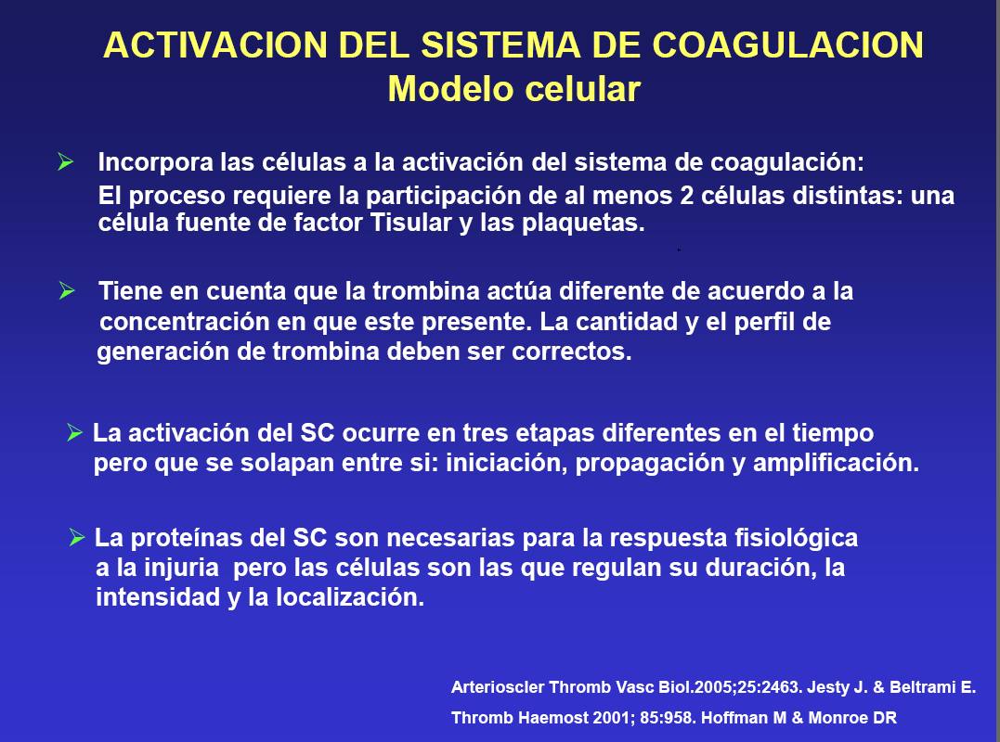 ACTIVACION DEL SISTEMA DE COAGULACION
Modelo celular
Incorpora las células a la activación del sistema de coagulación:
El proceso requiere la participación de al menos 2 células distintas: una
célula fuente de factor Tisular y las plaquetas.
Tiene en cuenta que la trombina actúa diferente de acuerdo a la
concentración en que este presente. La cantidad y el perfil de
generación de trombina deben ser correctos.
La activación del SC ocurre en tres etapas diferentes en el tiempo
pero que se solapan entre si: iniciación, propagación y amplificación.
La proteínas del SC son necesarias para la respuesta fisiológica
a la injuria  pero las células son las que regulan su duración, la
intensidad y la localización.
Arterioscler Thromb Vasc Biol.2005;25:2463. Jesty J. & Beltrami E.
Thromb Haemost 2001; 85:958. Hoffman M & Monroe DR